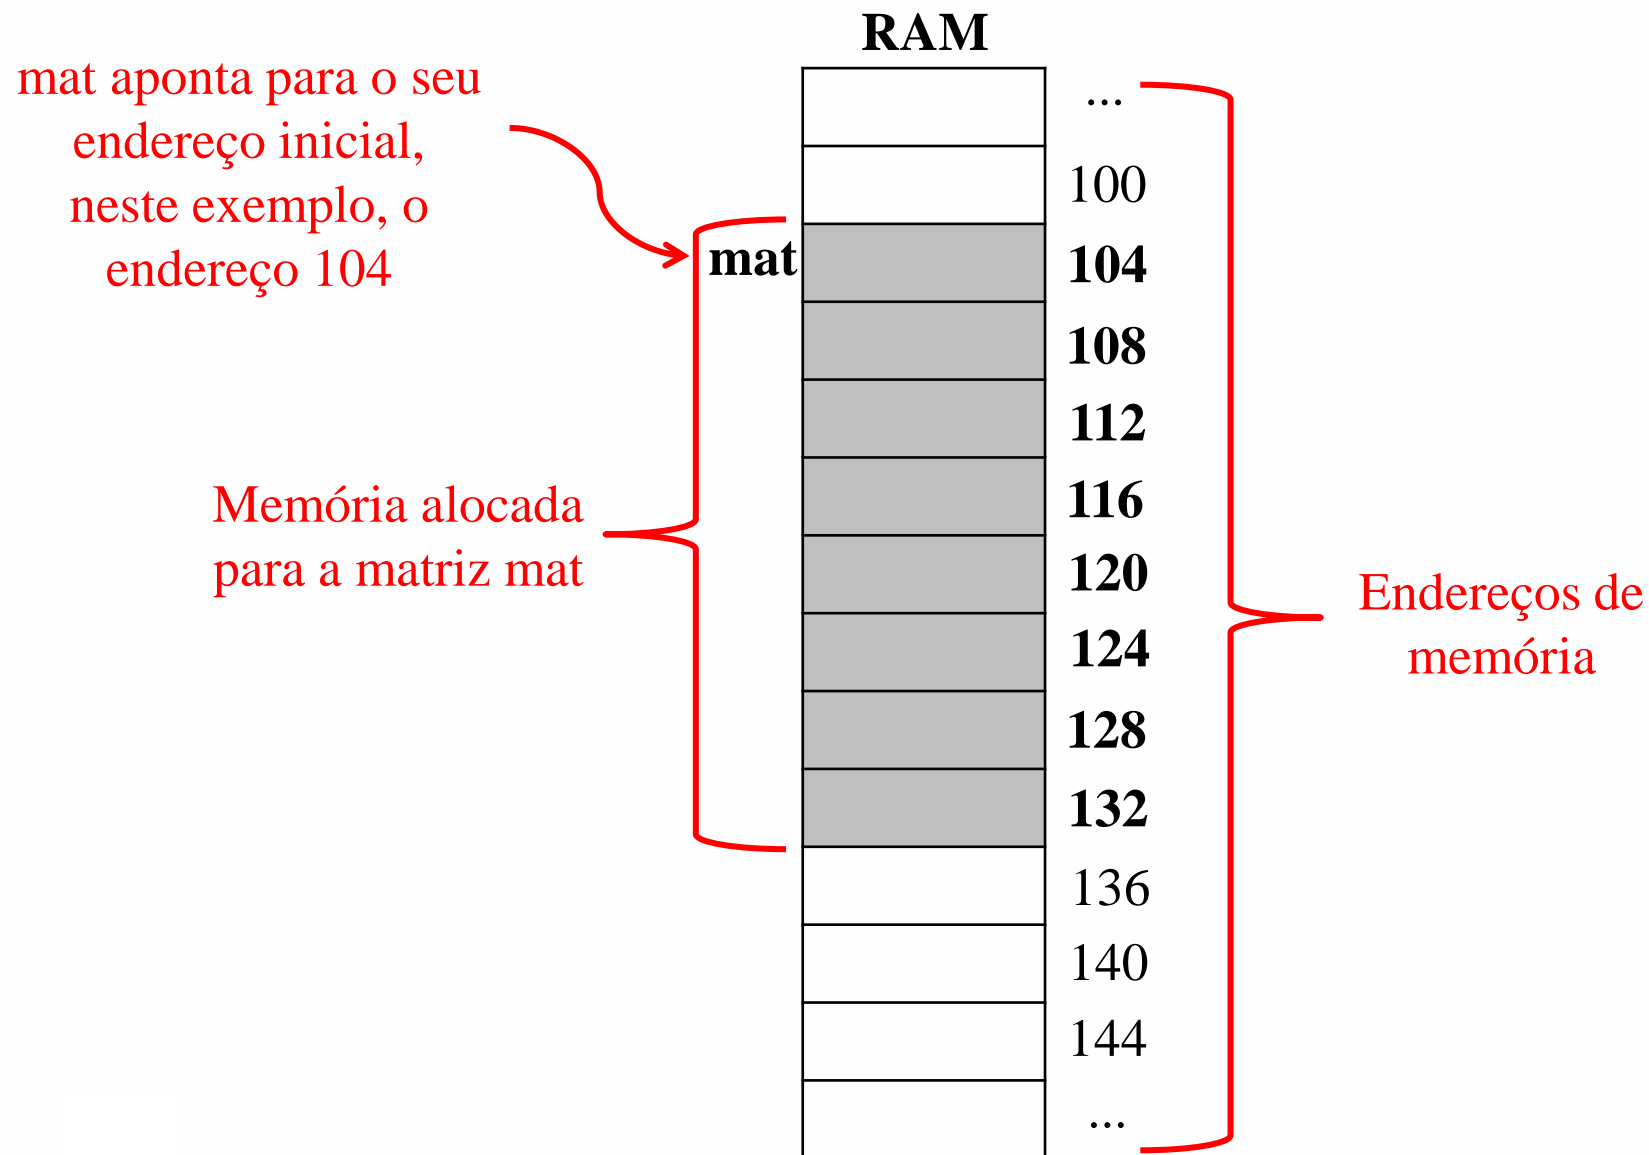 RAM
mat aponta para o seu
endereço inicial,
neste exemplo, o
endereço 104
...
100
mat
104
108
112
116
120
124
128
132
136
140
144
...
Memória alocada
para a matriz mat
Endereços de
memória